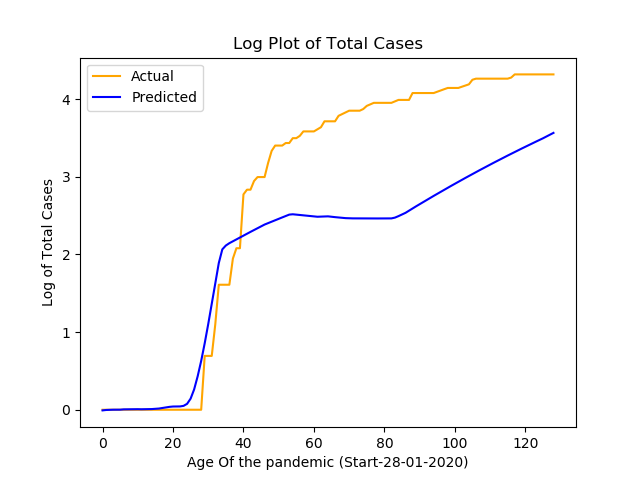 Log Plot of Total Cases
Actual
Predicted
4
3
2
1
0
Log of Total Cases
0 20 40 60 80 100 120
Age Of the pandemic (Start-28-01-2020)